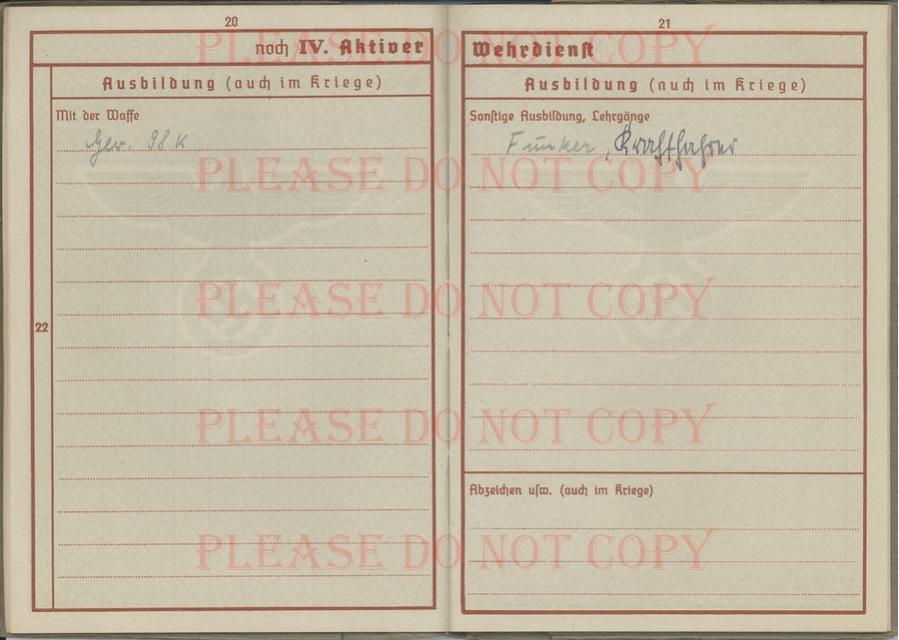 20
noch IV. Aktiver
Ausbildung (auch im Kriege)
Mit der Waffe
Gew. 98 K
22
21
Wehrdienst
Ausbildung (auch im Kriege)
Sonstige Ausbildung, Lehrgänge
Funker, Kraftfahrer
Abzeichen usw. (auch im Kriege)
PLEASE DO NOT COPY
PLEASE DO NOT COPY
PLEASE DO NOT COPY
PLEASE DO NOT COPY
PLEASE DO NOT COPY